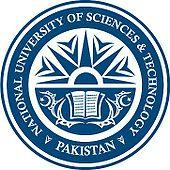 NATIONAL UNIVERSITY OF SCIENCES & TECHNOLOGY
PAKISTAN